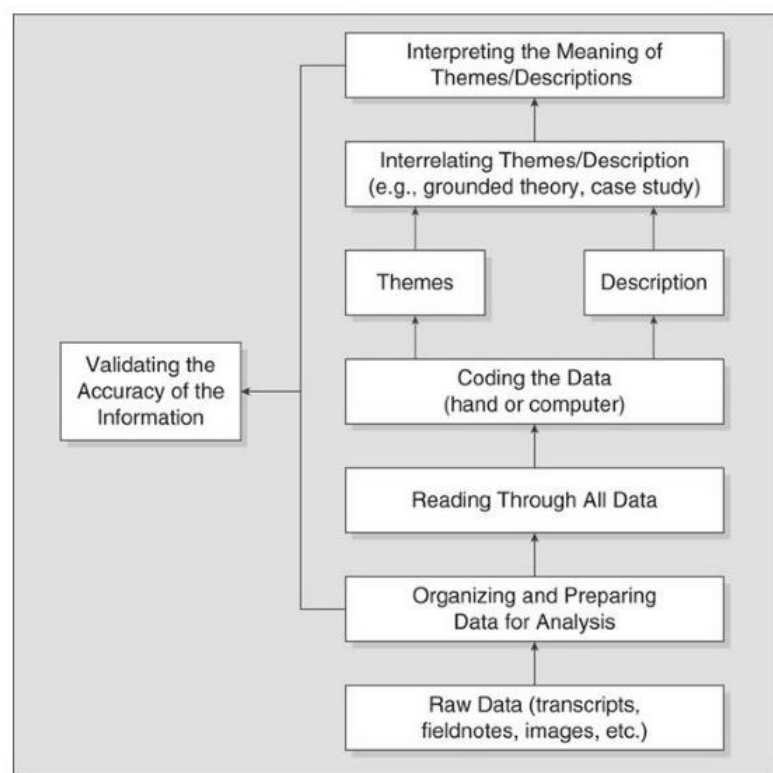 Interpreting the Meaning of
Themes/Descriptions
Interrelating Themes/Description
(e.g., grounded theory, case study)
Themes
Description
Validating the
Accuracy of the
Information
Coding the Data
(hand or computer)
Reading Through All Data
Organizing and Preparing
Data for Analysis
Raw Data (transcripts,
fieldnotes, images, etc.)